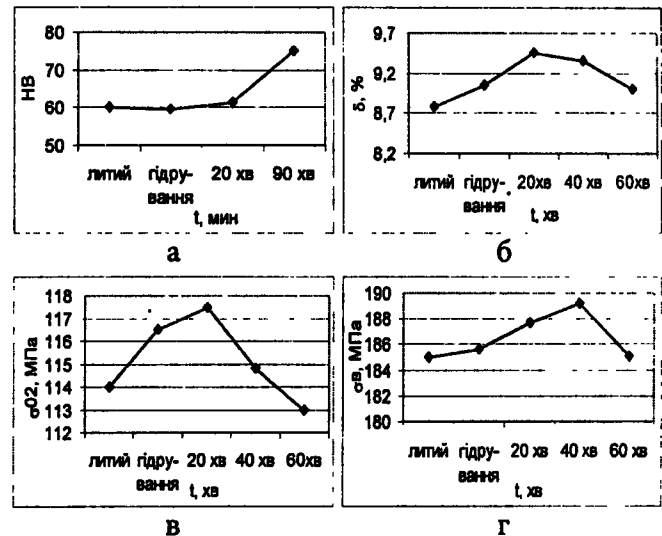 80
70
60
50
НВ
литий гідру- 20 хв 90 хв
вання
t, мин
а
9,7
9,2
8,7
8,2
δ, %
литий гідру- 20хв 40 хв 60хв
вання
t, хв
б
118
117
116
115
114
113
112
σ02, МПа
литий гідру- 20 хв 40 хв 60хв
вання
t, хв
в
190
188
186
184
182
180
σв, МПа
литий гідру- 20 хв 40 хв 60 хв
вання
t, хв
г